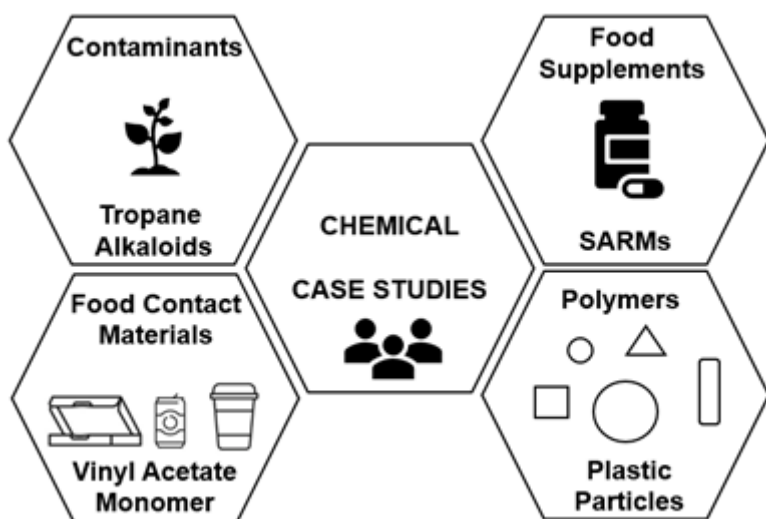 Contaminants
Tropane
Alkaloids
Food
Supplements
SARMs
CHEMICAL
CASE STUDIES
Food Contact
Materials
Vinyl Acetate
Monomer
Polymers
Plastic
Particles